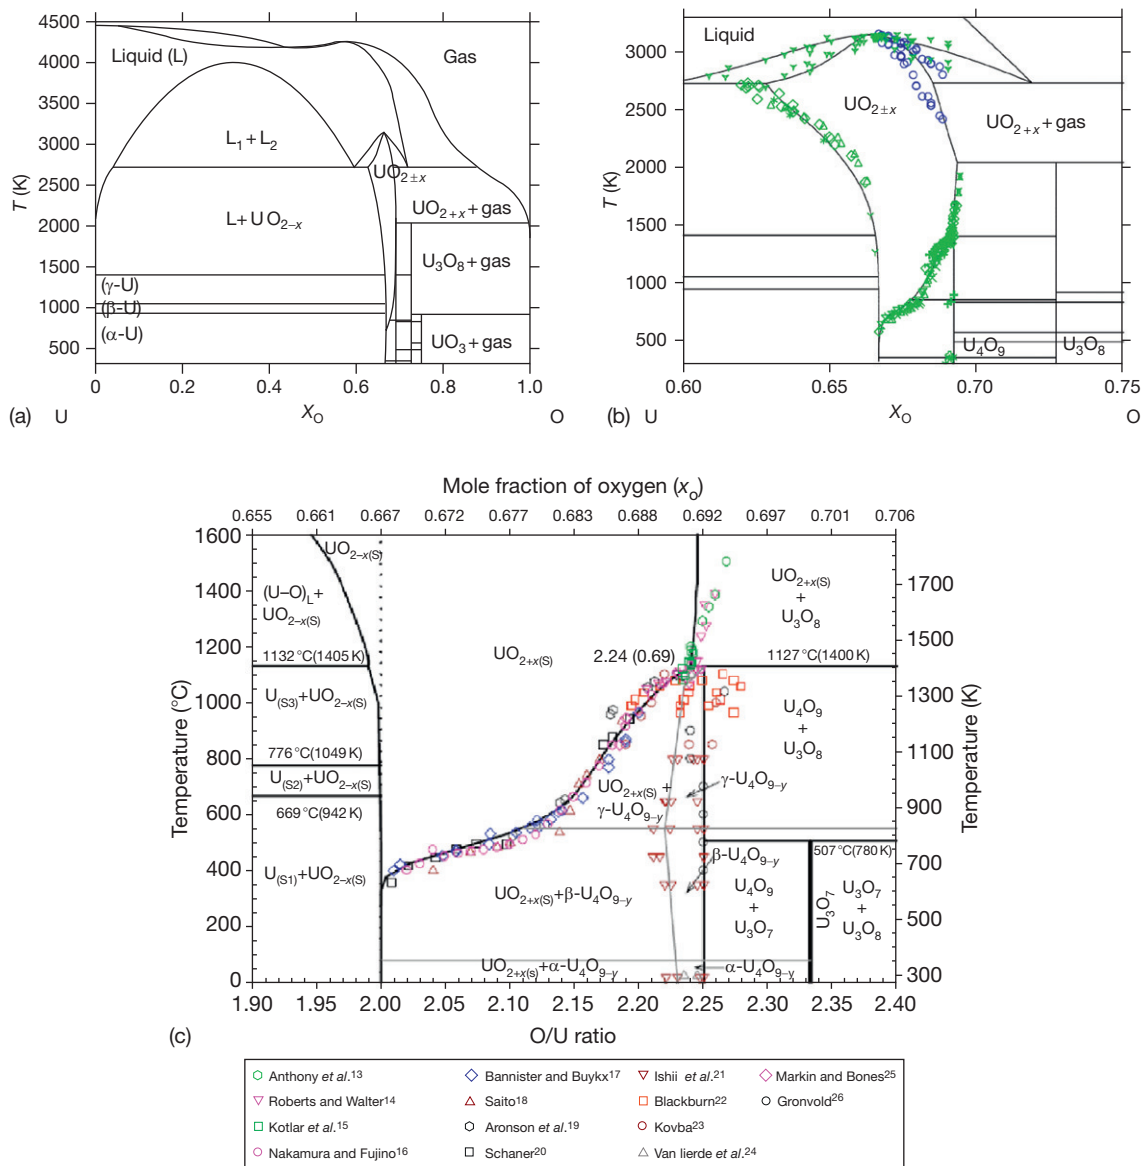 4500
4000
3500
3000
2500
2000
1500
1000
500
T (K)
Liquid (L)
Gas
L1 + L2
UO2±x
L+ U O2−x
UO2+x + gas
U3O8 + gas
(γ-U)
(β-U)
(α-U)
UO3 + gas
0 0.2 0.4 0.6 0.8 1.0
(a) U XO O
3000
2500
2000
1500
1000
500
T (K)
Liquid
UO2±x
UO2+x + gas
U4O9
U3O8
0.60 0.65 0.70 0.75
(b) U XO O
Mole fraction of oxygen (xo)
0.655 0.661 0.667 0.672 0.677 0.683 0.688 0.692 0.697 0.701 0.706
1600
1400
1200
1000
800
600
400
200
0
Temperature (°C)
UO2−x(S)
(U–O)L +
UO2−x(S)
1132 °C(1405 K)
U(S3)+UO2−x(S)
776 °C(1049 K)
U(S2)+UO2−x(S)
669 °C(942 K)
U(S1)+UO2−x(S)
UO2+x(S)
2.24 (0.69)
UO2+x(S)
+
U3O8
1127 °C(1400 K)
U4O9
+
U3O8
UO2+x(S) +
γ-U4O9−y
γ-U4O9−y
507 °C(780 K)
β-U4O9−y
UO2+x(S)+β-U4O9−y
U4O9
+
U3O7
U3O7
U3O7
+
U3O8
UO2+x(s)+α-U4O9−y
α-U4O9−y
1700
1500
1300
1100
900
700
500
300
Temperature (K)
1.90 1.95 2.00 2.05 2.10 2.15 2.20 2.25 2.30 2.35 2.40
(c) O/U ratio
Anthony et al.13 Bannister and Buykx17 Ishii et al.21 Markin and Bones25
Roberts and Walter14 Saito18 Blackburn22 Gronvold26
Kotlar et al.15 Aronson et al.19 Kovba23
Nakamura and Fujino16 Schaner20 Van lierde et al.24